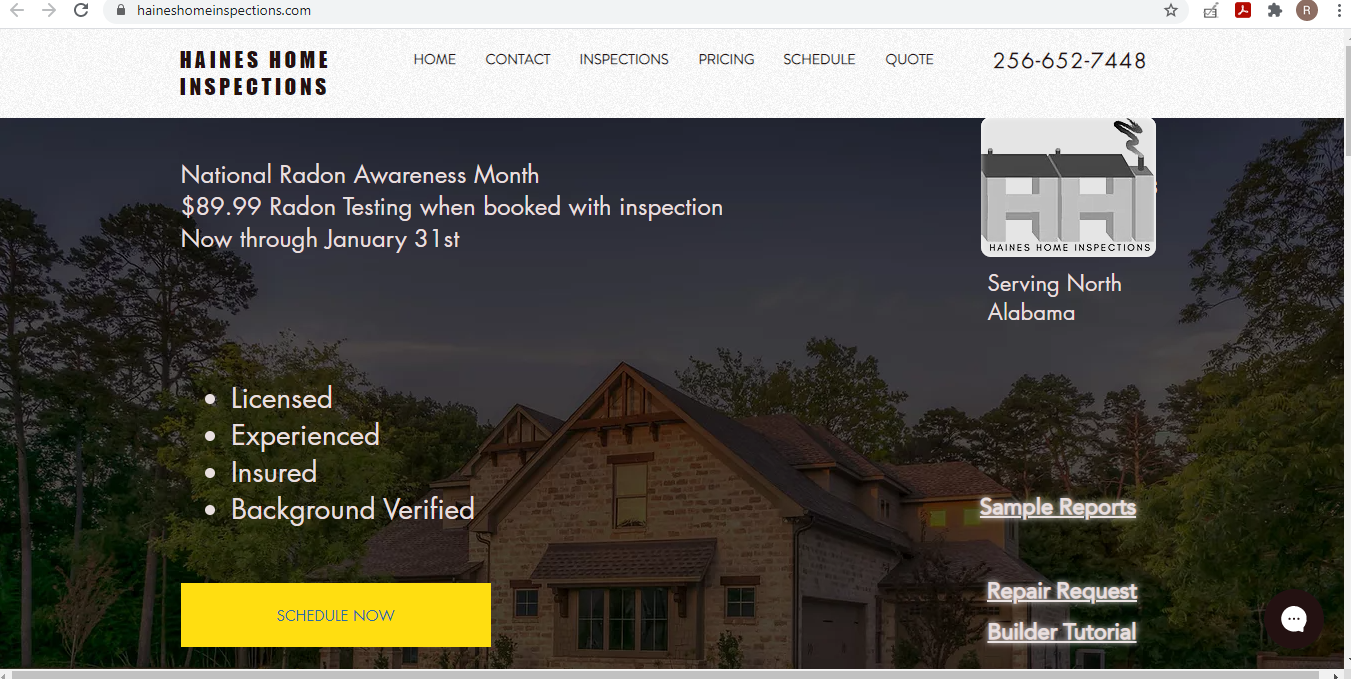 haineshomeinspections.com
R
HAINES HOME
INSPECTIONS
HOME CONTACT INSPECTIONS PRICING SCHEDULE QUOTE
256-652-7448
National Radon Awareness Month
$89.99 Radon Testing when booked with inspection
Now through January 31st
HH
HAINES HOME INSPECTIONS
Serving North
Alabama
Licensed
Experienced
Insured
Background Verified
Sample Reports
Repair Request
Builder Tutorial
SCHEDULE NOW